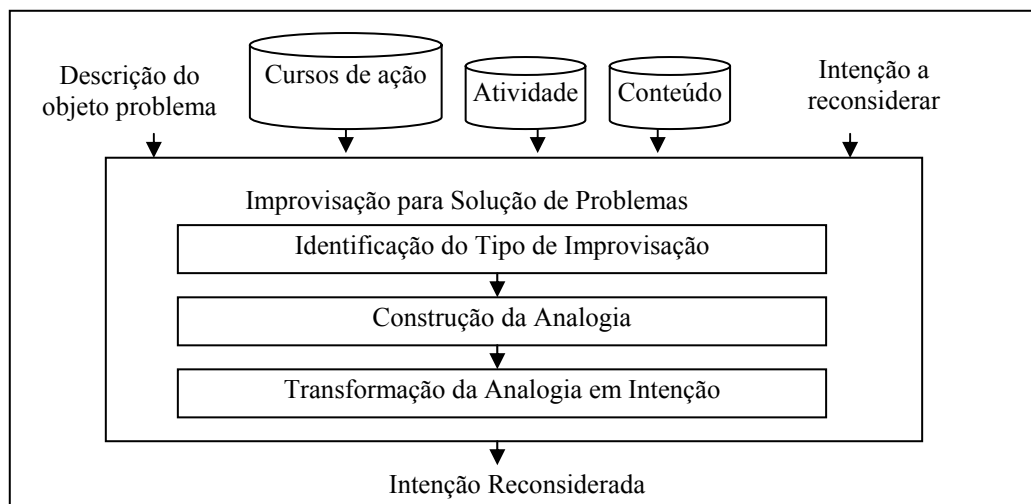 Descrição do
objeto problema
Cursos de ação
Atividade
Conteúdo
Intenção a
reconsiderar
Improvisação para Solução de Problemas
Identificação do Tipo de Improvisação
Construção da Analogia
Transformação da Analogia em Intenção
Intenção Reconsiderada